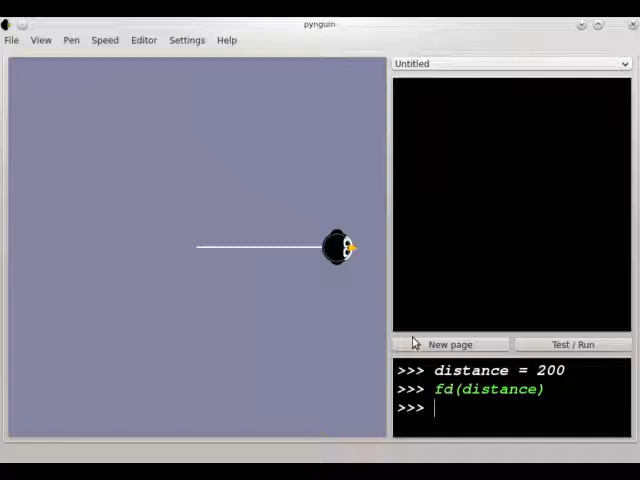 pynguin
File View Pen Speed Editor Settings Help
Untitled
New page Test / Run
>>> distance = 200
>>> fd(distance)
>>>